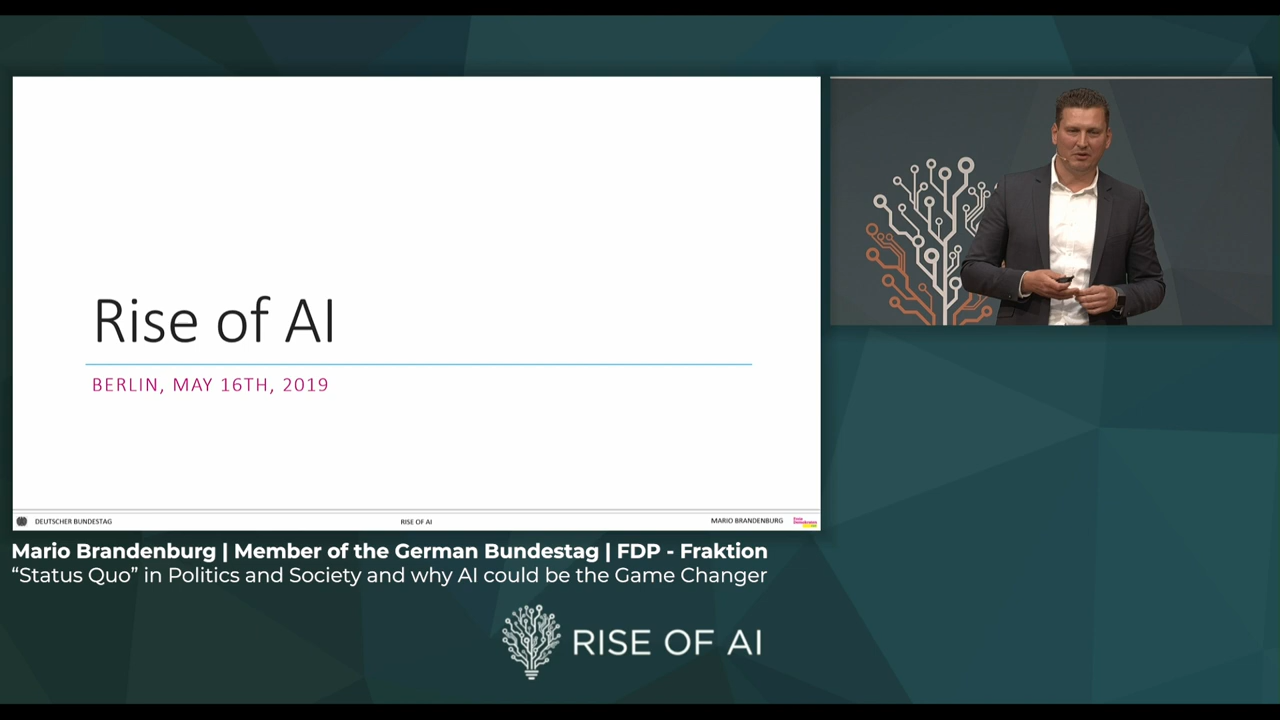 Rise of AI
BERLIN, MAY 16TH, 2019
DEUTSCHER BUNDESTAG
RISE OF AI
MARIO BRANDENBURG
Mario Brandenburg | Member of the German Bundestag | FDP - Fraktion
“Status Quo” in Politics and Society and why AI could be the Game Changer
RISE OF AI